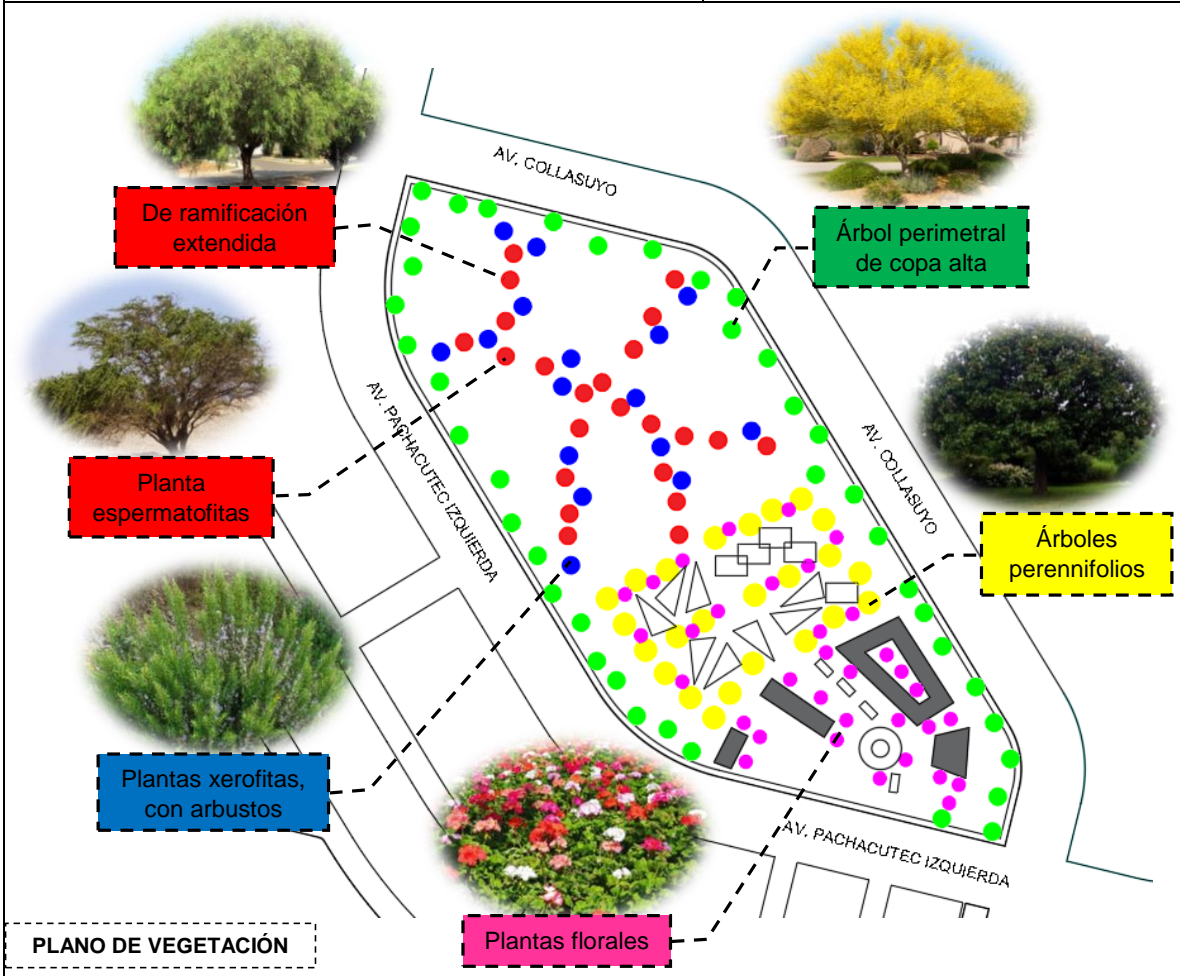 AV. COLLASUYO
De ramificación
extendida
Árbol perimetral
de copa alta
AV. PACHACUTEC IZQUIERDA
AV. COLLASUYO
Planta
espermatofitas
Árboles
perennifolios
Plantas xerofitas,
con arbustos
AV. PACHACUTEC IZQUIERDA
Plantas florales
PLANO DE VEGETACIÓN